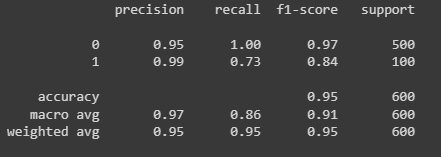 precision recall f1-score support
0 0.95 1.00 0.97 500
1 0.99 0.73 0.84 100
accuracy 0.95 600
macro avg 0.97 0.86 0.91 600
weighted avg 0.95 0.95 0.95 600